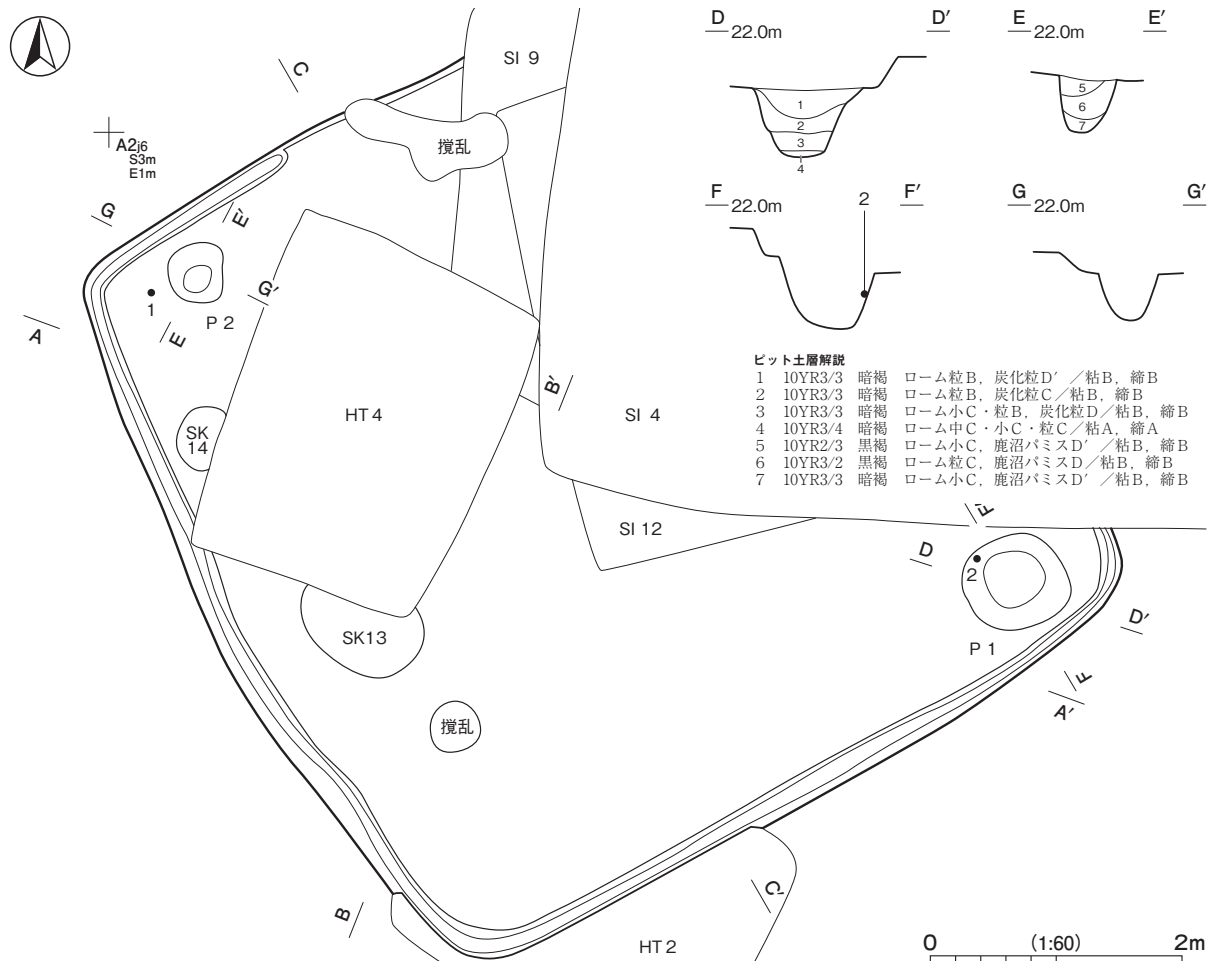 D 22.0m D′
E 22.0m E′
1
2
3
4
5
6
7
F 22.0m F′
2
G 22.0m G′
C
SI 9
撹乱
A2j6
S3m
E1m
G
E′
G′
1
P 2
E
A
B′
HT 4
SI 4
SK
14
SI 12
SK13
撹乱
F′
D
2
P 1
D′
F
A′
B
C′
HT 2
ピット土層解説
1 10YR3/3 暗褐 ローム粒B，炭化粒D′／粘B，締B
2 10YR3/3 暗褐 ローム粒B，炭化粒C／粘B，締B
3 10YR3/3 暗褐 ローム小C・粒B，炭化粒D／粘B，締B
4 10YR3/4 暗褐 ローム中C・小C・粒C／粘A，締A
5 10YR2/3 黒褐 ローム小C，鹿沼パミスD′／粘B，締B
6 10YR3/2 黒褐 ローム粒C，鹿沼パミスD／粘B，締B
7 10YR3/3 暗褐 ローム小C，鹿沼パミスD′／粘B，締B
0 (1:60) 2m